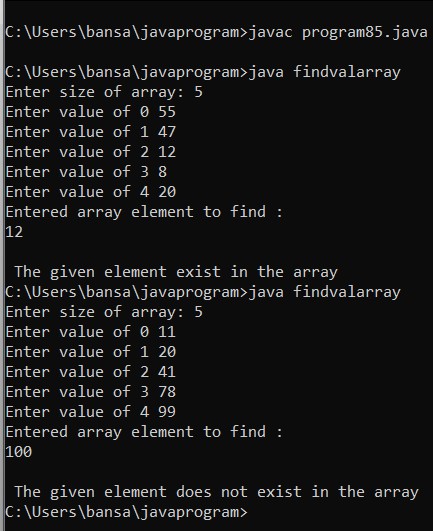 C:\Users\bansa\javaprogram>javac program85.java
C:\Users\bansa\javaprogram>java findvalarray
Enter size of array: 5
Enter value of 0 55
Enter value of 1 47
Enter value of 2 12
Enter value of 3 8
Enter value of 4 20
Entered array element to find :
12
The given element exist in the array
C:\Users\bansa\javaprogram>java findvalarray
Enter size of array: 5
Enter value of 0 11
Enter value of 1 20
Enter value of 2 41
Enter value of 3 78
Enter value of 4 99
Entered array element to find :
100
The given element does not exist in the array
C:\Users\bansa\javaprogram>